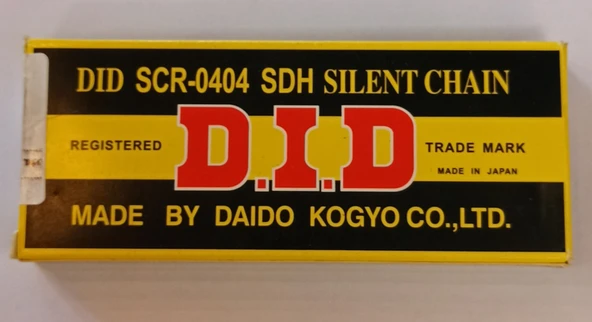 DID SCR-0404 SDH SILENT CHAIN
REGISTERED D.I.D TRADE MARK
MADE IN JAPAN
MADE BY DAIDO KOGYO CO.,LTD.